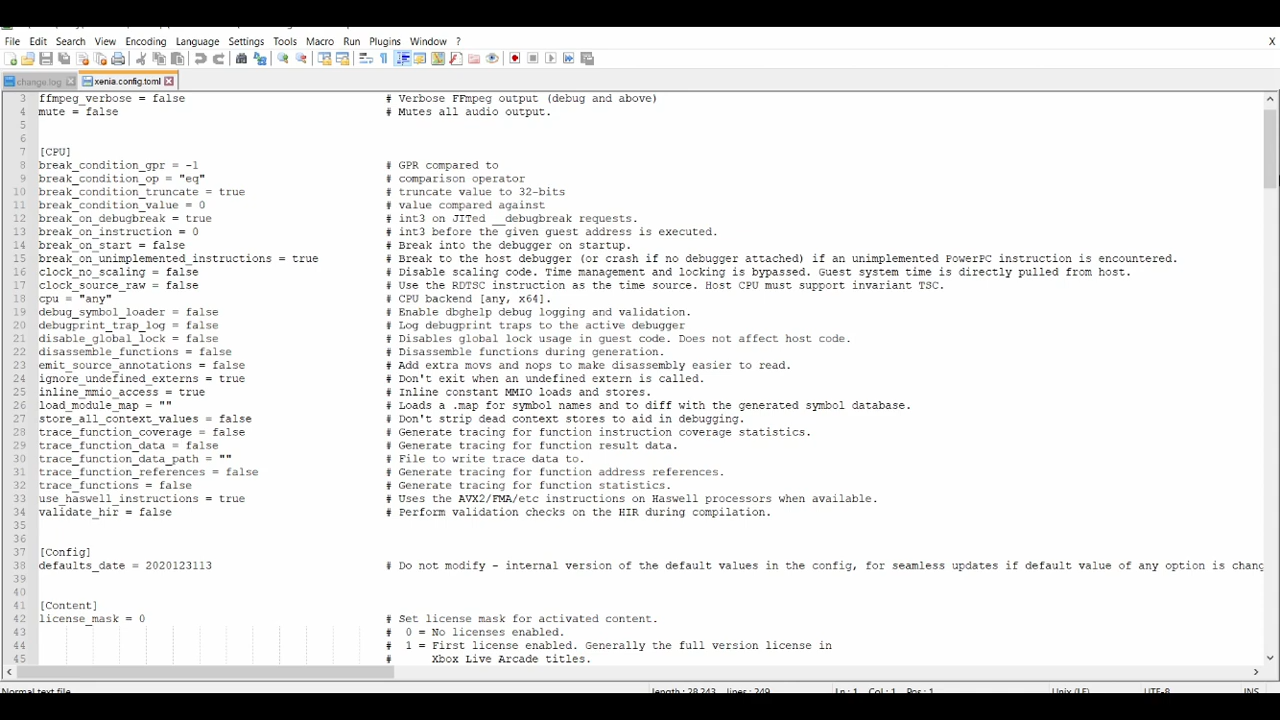 File Edit Search View Encoding Language Settings Tools Macro Run Plugins Window ? X
change.log xenia.config.toml
3 ffmpeg_verbose = false # Verbose FFmpeg output (debug and above)
4 mute = false # Mutes all audio output.
5
6
7 [CPU]
8 break_condition_gpr = -1 # GPR compared to
9 break_condition_op = "eq" # comparison operator
10 break_condition_truncate = true # truncate value to 32-bits
11 break_condition_value = 0 # value compared against
12 break_on_debugbreak = true # int3 on JITed __debugbreak requests.
13 break_on_instruction = 0 # int3 before the given guest address is executed.
14 break_on_start = false # Break into the debugger on startup.
15 break_on_unimplemented_instructions = true # Break to the host debugger (or crash if no debugger attached) if an unimplemented PowerPC instruction is encountered.
16 clock_no_scaling = false # Disable scaling code. Time management and locking is bypassed. Guest system time is directly pulled from host.
17 clock_source_raw = false # Use the RDTSC instruction as the time source. Host CPU must support invariant TSC.
18 cpu = "any" # CPU backend [any, x64].
19 debug_symbol_loader = false # Enable dbghelp debug logging and validation.
20 debugprint_trap_log = false # Log debugprint traps to the active debugger
21 disable_global_lock = false # Disables global lock usage in guest code. Does not affect host code.
22 disassemble_functions = false # Disassemble functions during generation.
23 emit_source_annotations = false # Add extra movs and nops to make disassembly easier to read.
24 ignore_undefined_externs = true # Don't exit when an undefined extern is called.
25 inline_mmio_access = true # Inline constant MMIO loads and stores.
26 load_module_map = "" # Loads a .map for symbol names and to diff with the generated symbol database.
27 store_all_context_values = false # Don't strip dead context stores to aid in debugging.
28 trace_function_coverage = false # Generate tracing for function instruction coverage statistics.
29 trace_function_data = false # Generate tracing for function result data.
30 trace_function_data_path = "" # File to write trace data to.
31 trace_function_references = false # Generate tracing for function address references.
32 trace_functions = false # Generate tracing for function statistics.
33 use_haswell_instructions = true # Uses the AVX2/FMA/etc instructions on Haswell processors when available.
34 validate_hir = false # Perform validation checks on the HIR during compilation.
35
36
37 [Config]
38 defaults_date = 2020123113 # Do not modify - internal version of the default values in the config, for seamless updates if default value of any option is chang
39
40
41 [Content]
42 license_mask = 0 # Set license mask for activated content.
43 # 0 = No licenses enabled.
44 # 1 = First license enabled. Generally the full version license in
45 # Xbox Live Arcade titles.
Normal text file length : 28,243 lines : 249 Ln : 1 Col : 1 Pos : 1 Unix (LF) UTF-8 INS